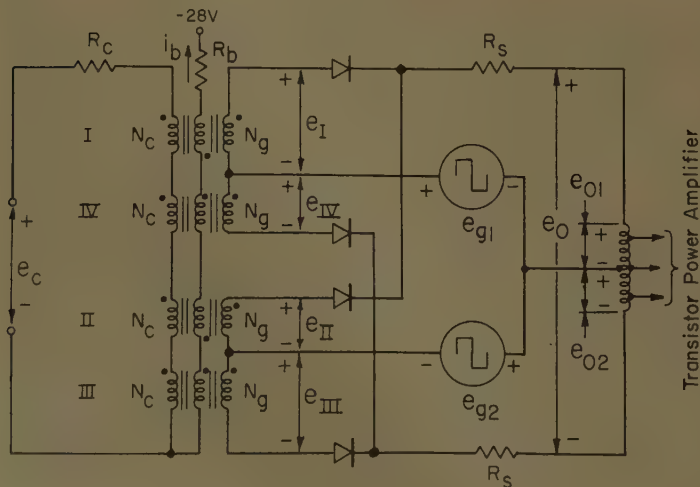 -28V
R_C
i_b
R_b
R_S
I
N_C
N_g
e_I
+
-
+
-
e_O
e_O1
+
-
+
-
e_O2
IV
N_C
N_g
e_IV
+
-
e_g1
+
-
e_C
+
-
II
N_C
N_g
e_II
+
-
e_g2
-
+
III
N_C
N_g
e_III
+
-
R_S
Transistor Power Amplifier